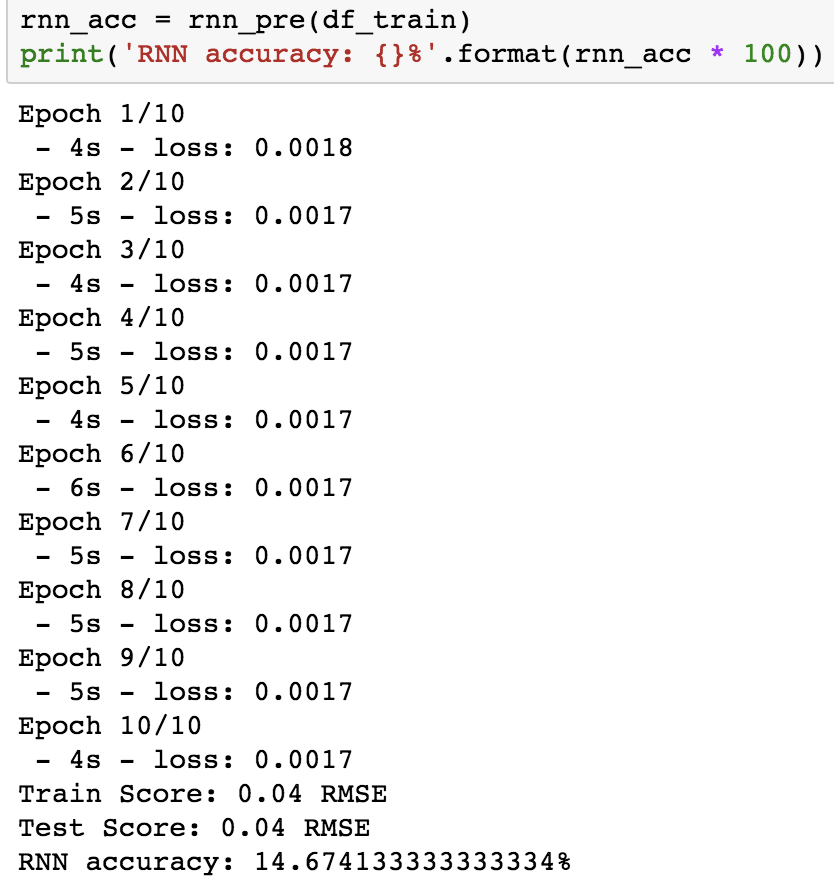 rnn_acc = rnn_pre(df_train)
print('RNN accuracy: {}%'.format(rnn_acc * 100))
Epoch 1/10
 - 4s - loss: 0.0018
Epoch 2/10
 - 5s - loss: 0.0017
Epoch 3/10
 - 4s - loss: 0.0017
Epoch 4/10
 - 5s - loss: 0.0017
Epoch 5/10
 - 4s - loss: 0.0017
Epoch 6/10
 - 6s - loss: 0.0017
Epoch 7/10
 - 5s - loss: 0.0017
Epoch 8/10
 - 5s - loss: 0.0017
Epoch 9/10
 - 5s - loss: 0.0017
Epoch 10/10
 - 4s - loss: 0.0017
Train Score: 0.04 RMSE
Test Score: 0.04 RMSE
RNN accuracy: 14.674133333333334%